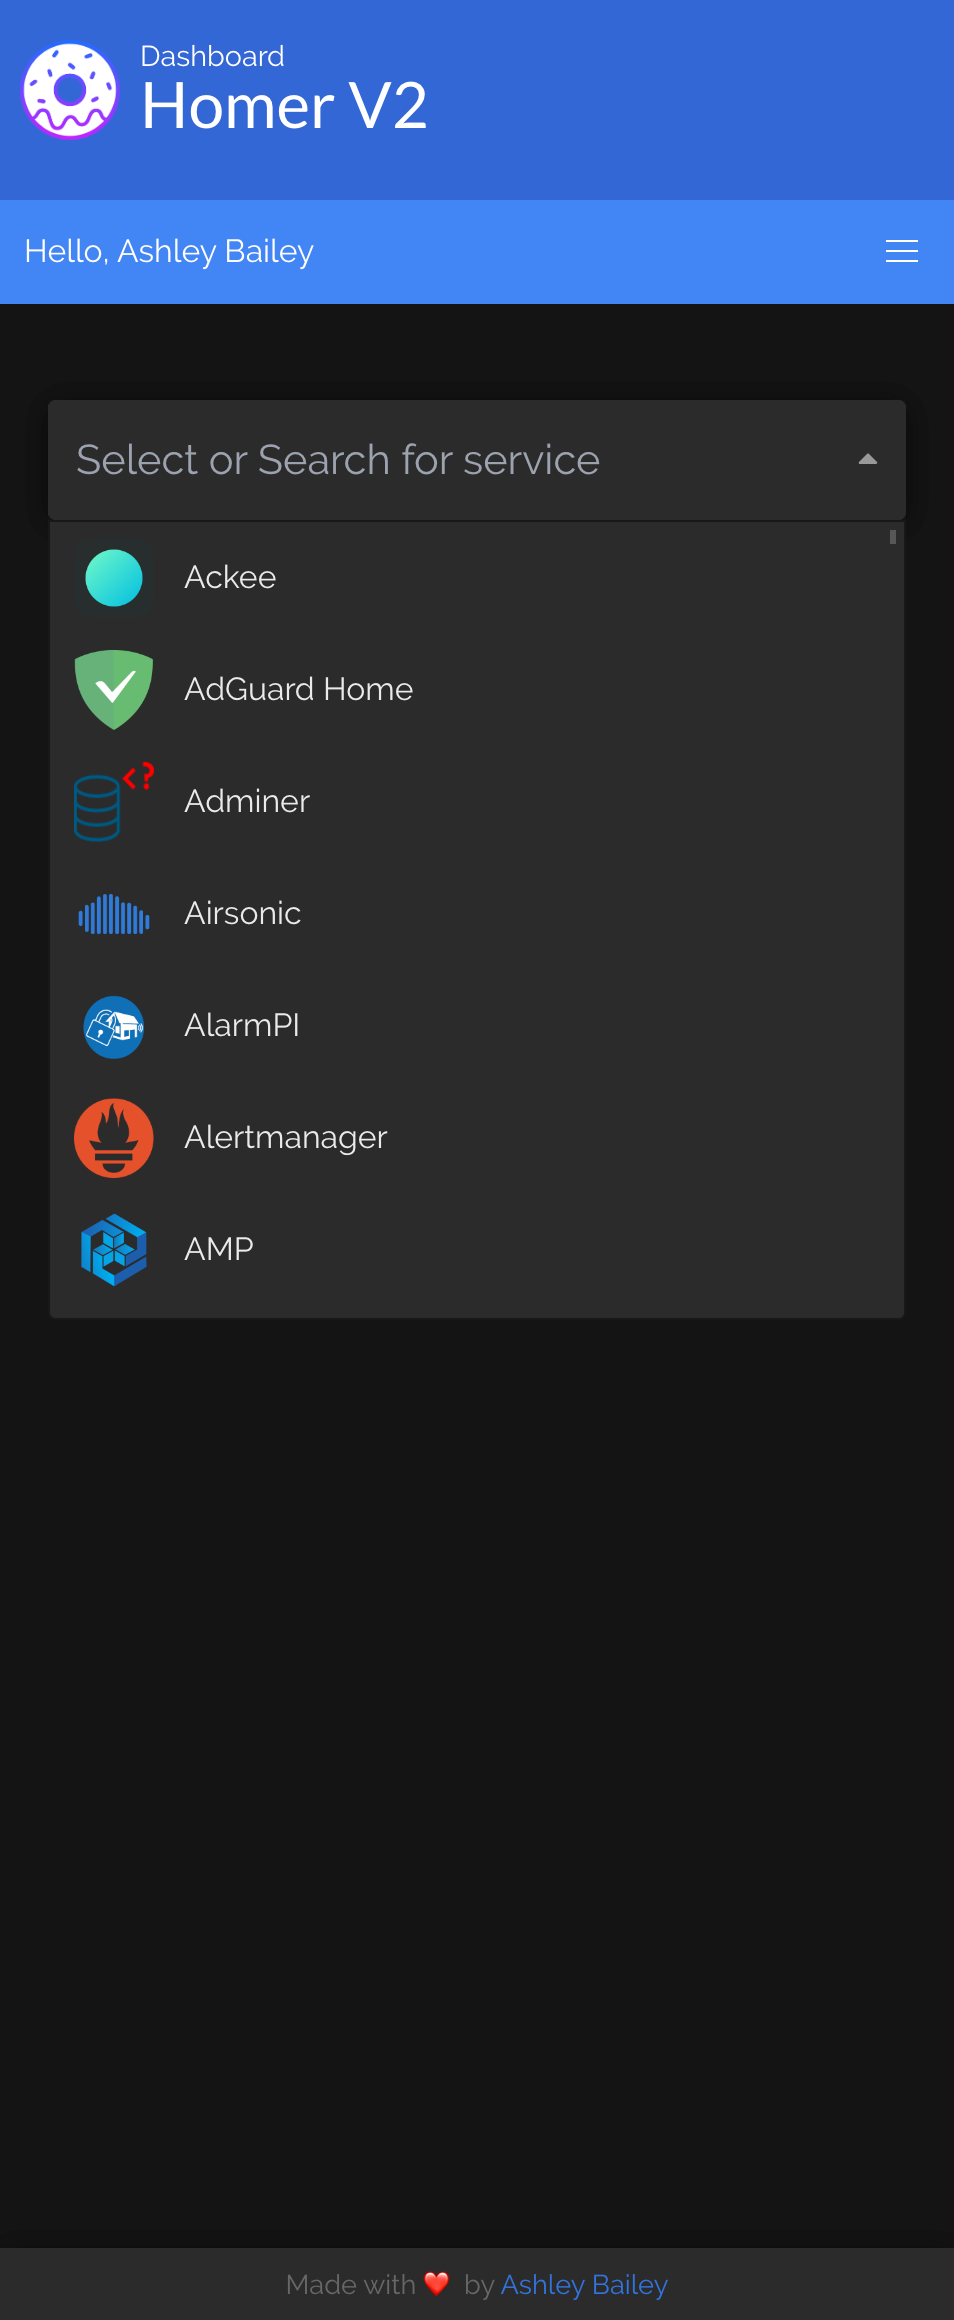 Dashboard
Homer V2
Hello, Ashley Bailey
Select or Search for service
Ackee
AdGuard Home
<?
Adminer
Airsonic
AlarmPI
Alertmanager
AMP
Made with ❤️ by Ashley Bailey